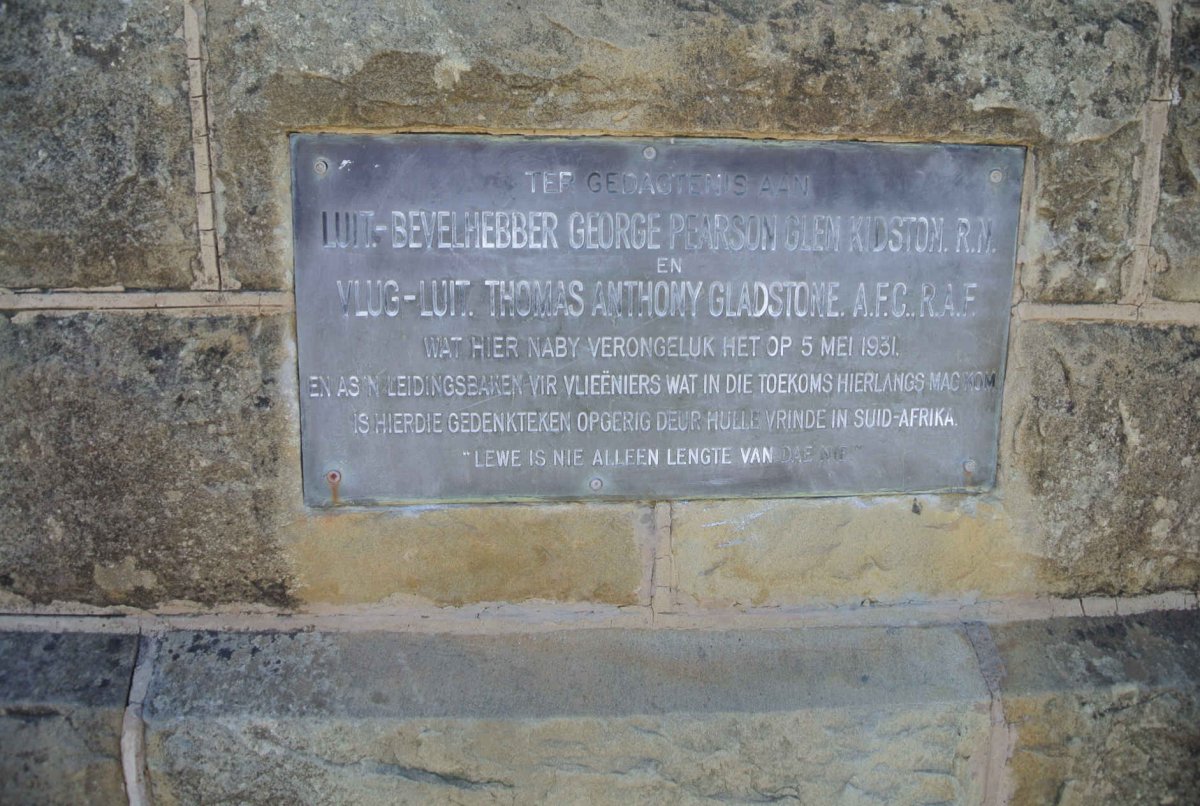 TER GEDAGTENIS AAN
LUIT.-BEVELHEBBER GEORGE PEARSON GLEN KIDSTON. R.N.
EN
VLUG-LUIT. THOMAS ANTHONY GLADSTONE. A.F.C. R.A.F.
WAT HIER NABY VERONGELUK HET OP 5 MEI 1931.
EN AS 'N LEIDINGSBAKEN VIR VLIEËNIERS WAT IN DIE TOEKOMS HIERLANGS MAG KOM
IS HIERDIE GEDENKTEKEN OPGERIG DEUR HULLE VRINDE IN SUID-AFRIKA.
"LEWE IS NIE ALLEEN LENGTE VAN DAE NIE"